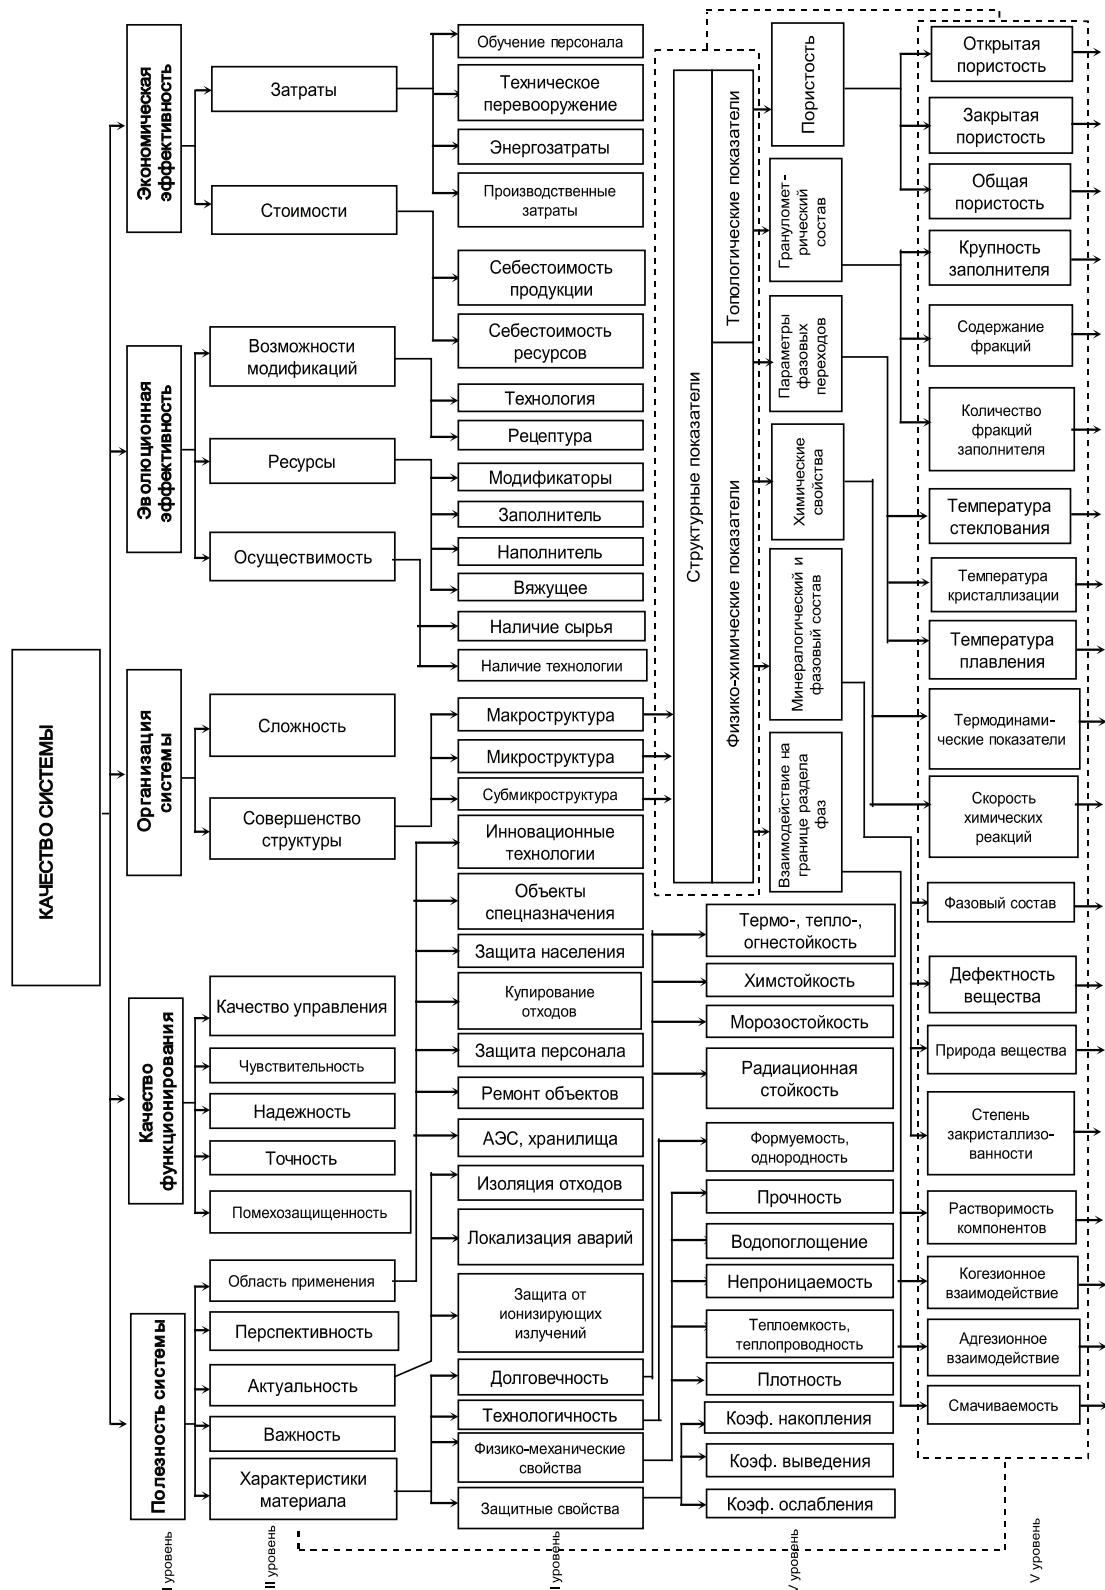 КАЧЕСТВО СИСТЕМЫ
Экономическая
эффективность
Эволюционная
эффективность
Организация
системы
Качество
функционирования
Полезность системы
Затраты
Стоимости
Возможности
модификаций
Ресурсы
Осуществимость
Сложность
Совершенство
структуры
Качество управления
Чувствительность
Надежность
Точность
Помехозащищенность
Область применения
Перспективность
Актуальность
Важность
Характеристики
материала
Обучение персонала
Техническое
перевооружение
Энергозатраты
Производственные
затраты
Себестоимость
продукции
Себестоимость
ресурсов
Технология
Рецептура
Модификаторы
Заполнитель
Наполнитель
Вяжущее
Наличие сырья
Наличие технологии
Макроструктура
Микроструктура
Субмикроструктура
Инновационные
технологии
Объекты
спецназначения
Защита населения
Купирование
отходов
Защита персонала
Ремонт объектов
АЭС, хранилища
Изоляция отходов
Локализация аварий
Защита от
ионизирующих
излучений
Долговечность
Технологичность
Физико-механические
свойства
Защитные свойства
Структурные показатели
Топологические показатели
Физико-химические показатели
Пористость
Грануломет-
рический
состав
Параметры
фазовых
переходов
Химические
свойства
Минералогический и
фазовый состав
Взаимодействие на
границе раздела
фаз
Термо-, тепло-,
огнестойкость
Химстойкость
Морозостойкость
Радиационная
стойкость
Формуемость,
однородность
Прочность
Водопоглощение
Непроницаемость
Теплоемкость,
теплопроводность
Плотность
Коэф. накопления
Коэф. выведения
Коэф. ослабления
Открытая
пористость
Закрытая
пористость
Общая
пористость
Крупность
заполнителя
Содержание
фракций
Количество
фракций
заполнителя
Температура
стеклования
Температура
кристаллизации
Температура
плавления
Термодинами-
ческие показатели
Скорость
химических
реакций
Фазовый состав
Дефектность
вещества
Природа вещества
Степень
закристаллизо-
ванности
Растворимость
компонентов
Когезионное
взаимодействие
Адгезионное
взаимодействие
Смачиваемость
I уровень
II уровень
I уровень
V уровень
V уровень